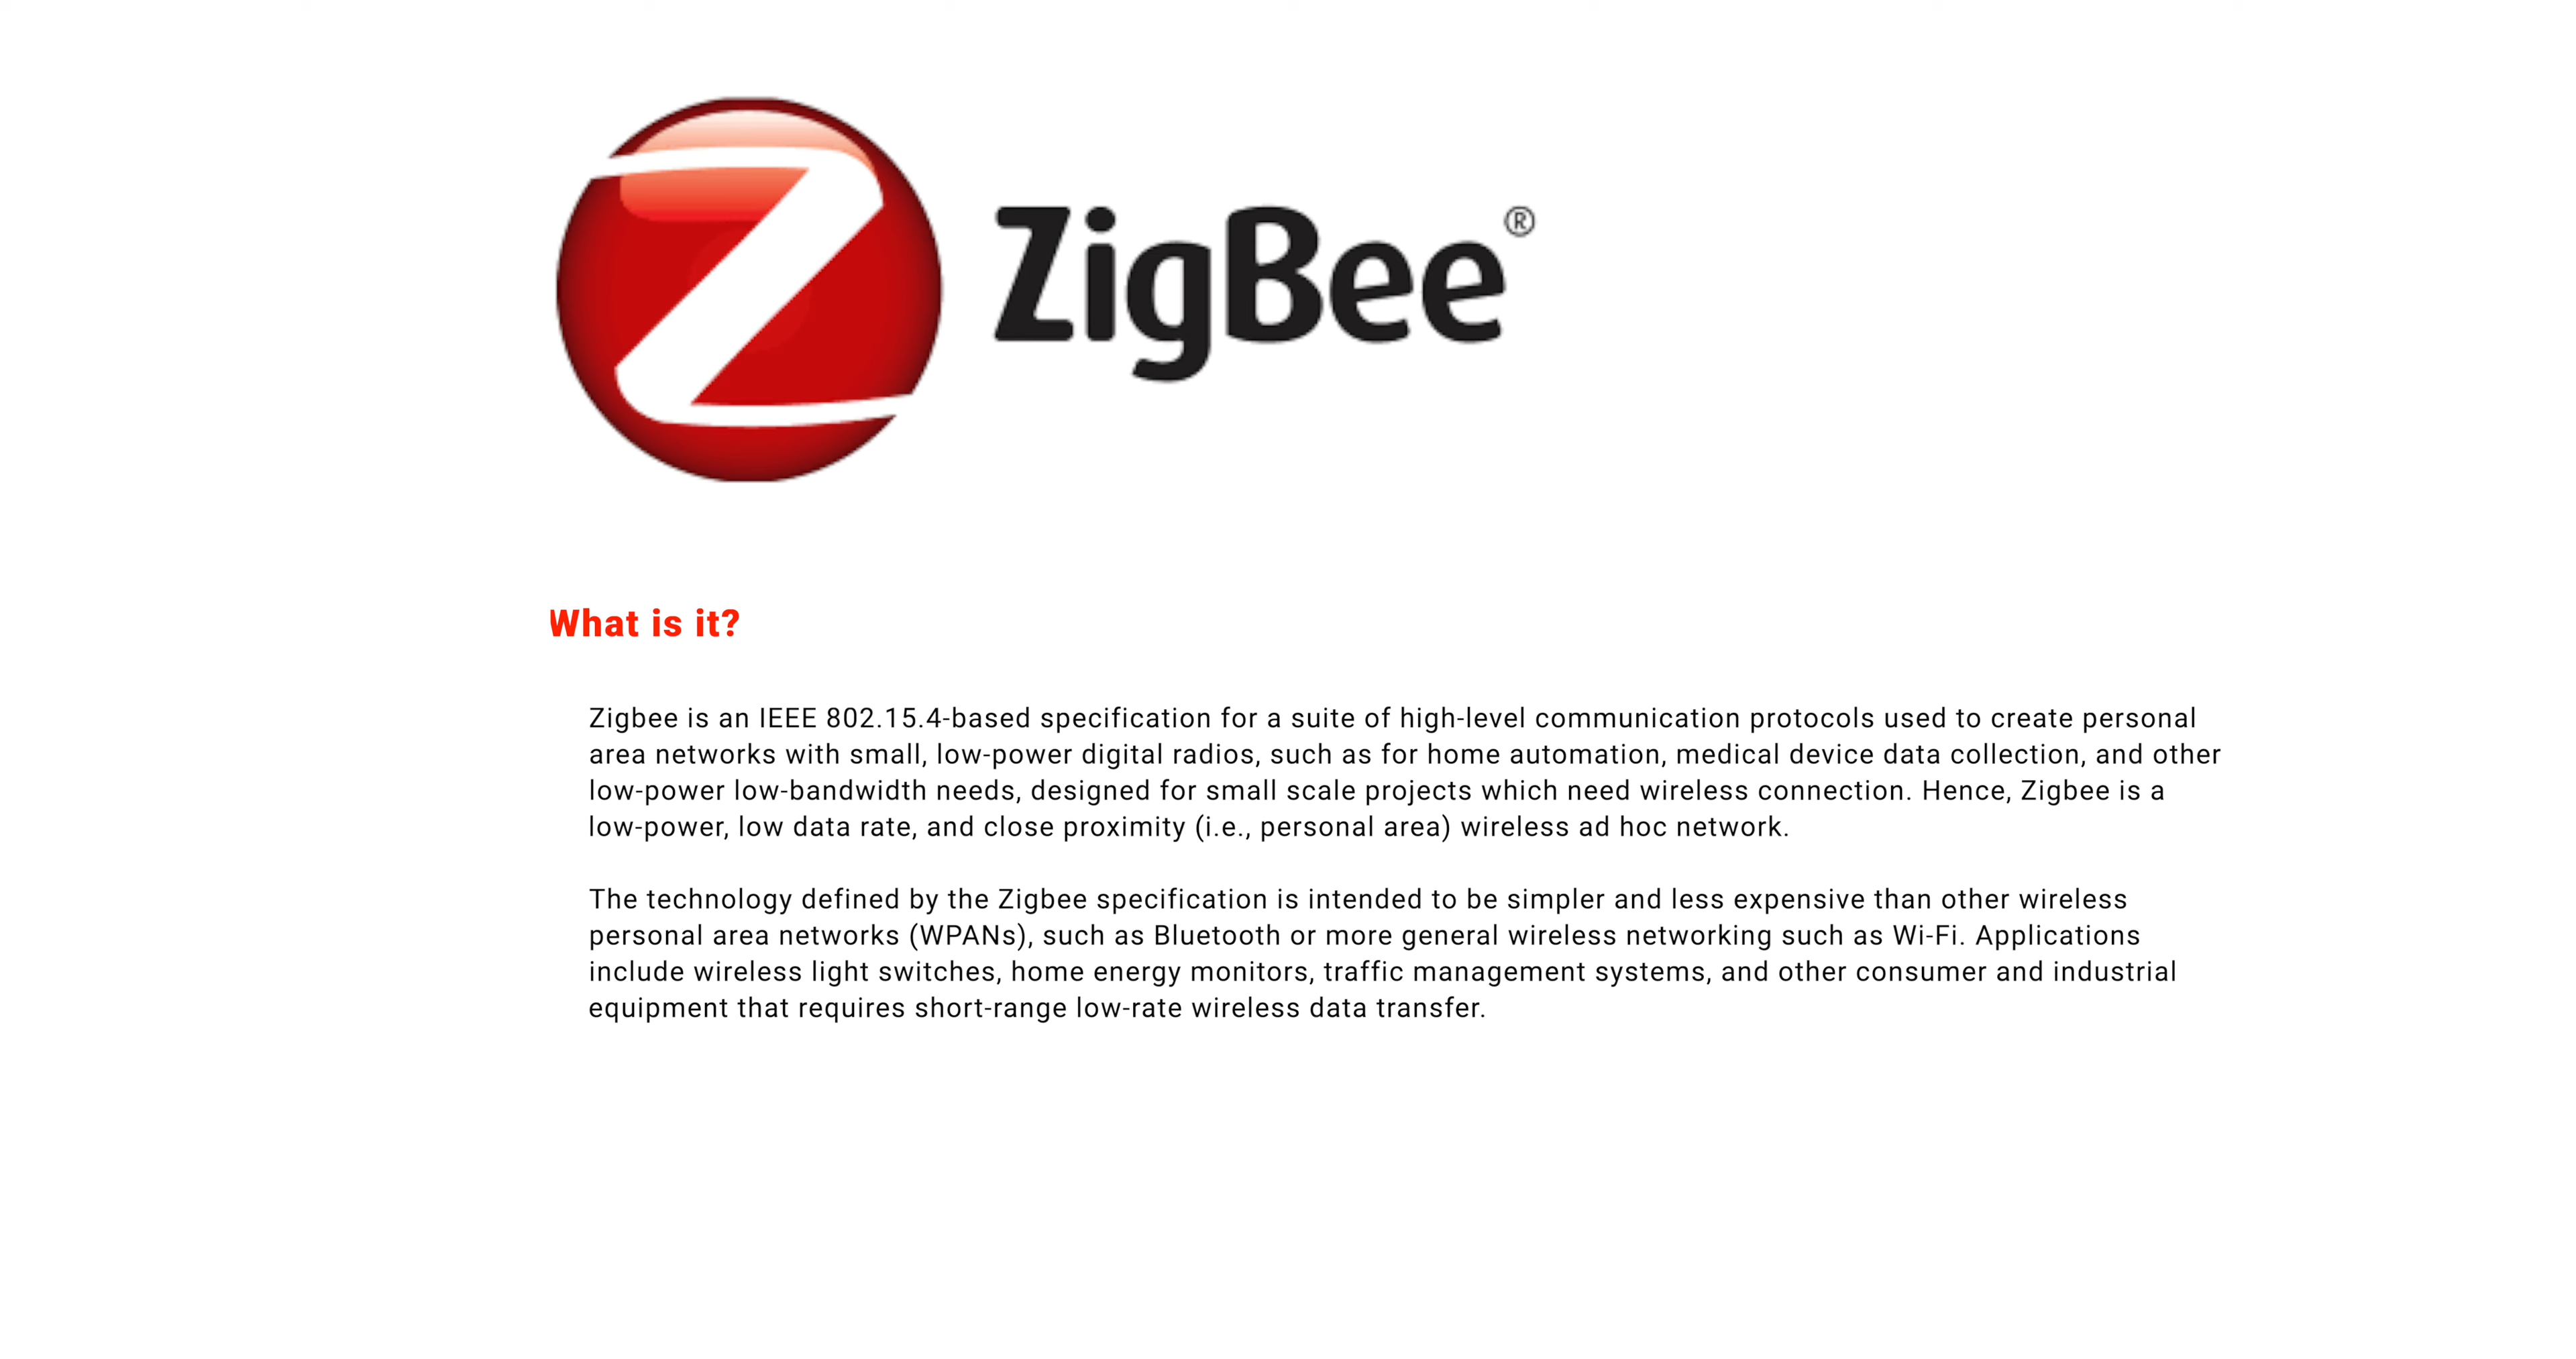 ZigBee®
What is it?
Zigbee is an IEEE 802.15.4-based specification for a suite of high-level communication protocols used to create personal
area networks with small, low-power digital radios, such as for home automation, medical device data collection, and other
low-power low-bandwidth needs, designed for small scale projects which need wireless connection. Hence, Zigbee is a
low-power, low data rate, and close proximity (i.e., personal area) wireless ad hoc network.
The technology defined by the Zigbee specification is intended to be simpler and less expensive than other wireless
personal area networks (WPANs), such as Bluetooth or more general wireless networking such as Wi-Fi. Applications
include wireless light switches, home energy monitors, traffic management systems, and other consumer and industrial
equipment that requires short-range low-rate wireless data transfer.